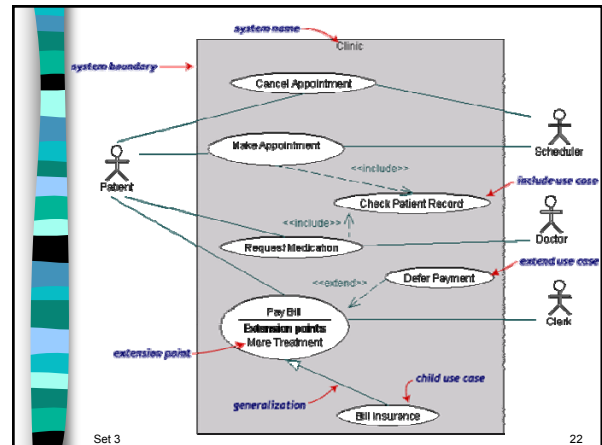 system name
Clinic
system boundary
Cancel Appointment
Make Appointment
Scheduler
<<include>>
Patient
include use case
Check Patient Record
<<include>>
Request Medication
Doctor
extend use case
Defer Payment
<<extend>>
Pay Bill
Extension points
More Treatment
Clerk
extension point
child use case
generalization
Bill Insurance
Set 3
22